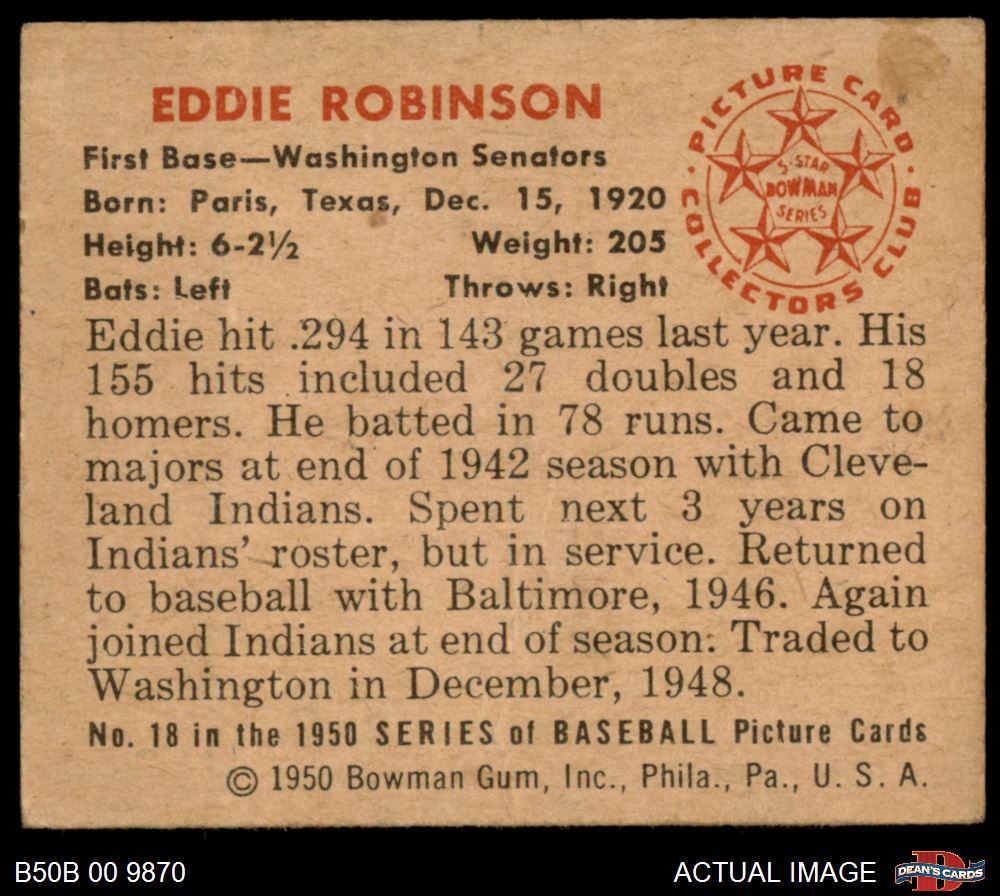 EDDIE ROBINSON
First Base—Washington Senators
Born: Paris, Texas, Dec. 15, 1920
Height: 6-2½ Weight: 205
Bats: Left Throws: Right
PICTURE CARD COLLECTORS CLUB
5-STAR
BOWMAN
SERIES
Eddie hit .294 in 143 games last year. His
155 hits included 27 doubles and 18
homers. He batted in 78 runs. Came to
majors at end of 1942 season with Cleve-
land Indians. Spent next 3 years on
Indians' roster, but in service. Returned
to baseball with Baltimore, 1946. Again
joined Indians at end of season. Traded to
Washington in December, 1948.
No. 18 in the 1950 SERIES of BASEBALL Picture Cards
© 1950 Bowman Gum, Inc., Phila., Pa., U. S. A.
B50B 00 9870
ACTUAL IMAGE
D
DEAN'S CARDS